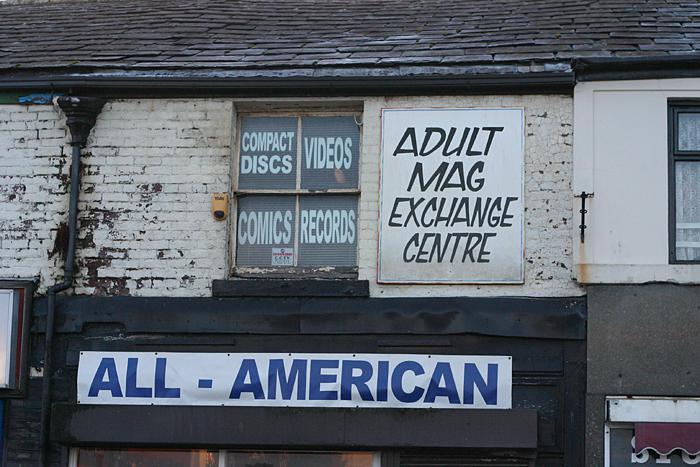 COMPACT
DISCS
VIDEOS
COMICS
RECORDS
ADULT
MAG
EXCHANGE
CENTRE
ALL - AMERICAN